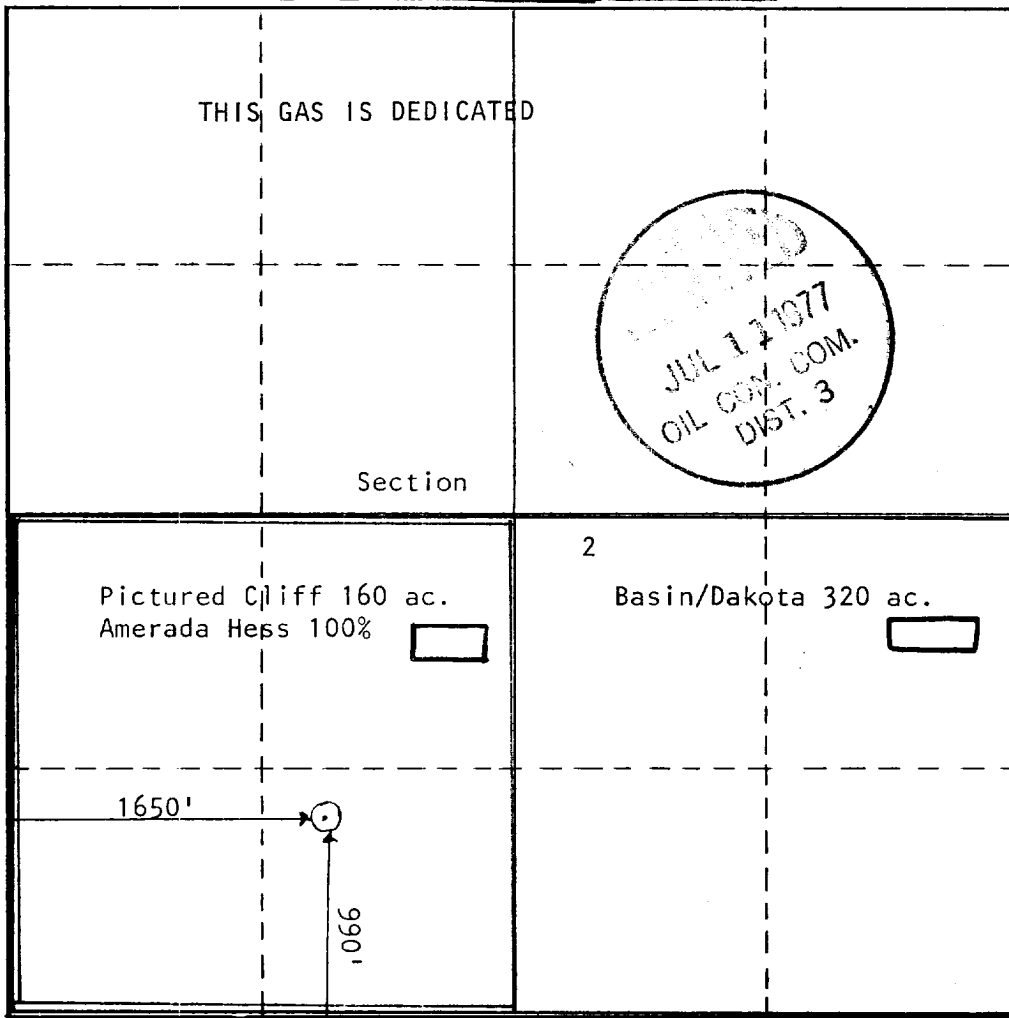 THIS GAS IS DEDICATED
JUL 11 1977
OIL CON. COM.
DIST. 3
Section
2
Pictured Cliff 160 ac.
Amerada Hess 100%
Basin/Dakota 320 ac.
1650'
990'